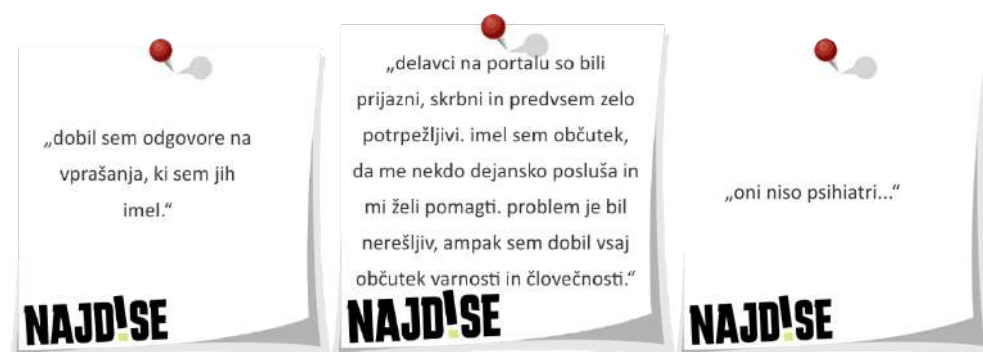 „dobil sem odgovore na
vprašanja, ki sem jih
imel.“
NAJD!SE
„delavci na portalu so bili
prijazni, skrbni in predvsem zelo
potrpežljivi. imel sem občutek,
da me nekdo dejansko posluša in
mi želi pomagti. problem je bil
nerešljiv, ampak sem dobil vsaj
občutek varnosti in človečnosti.“
NAJD!SE
„oni niso psihiatri...“
NAJD!SE